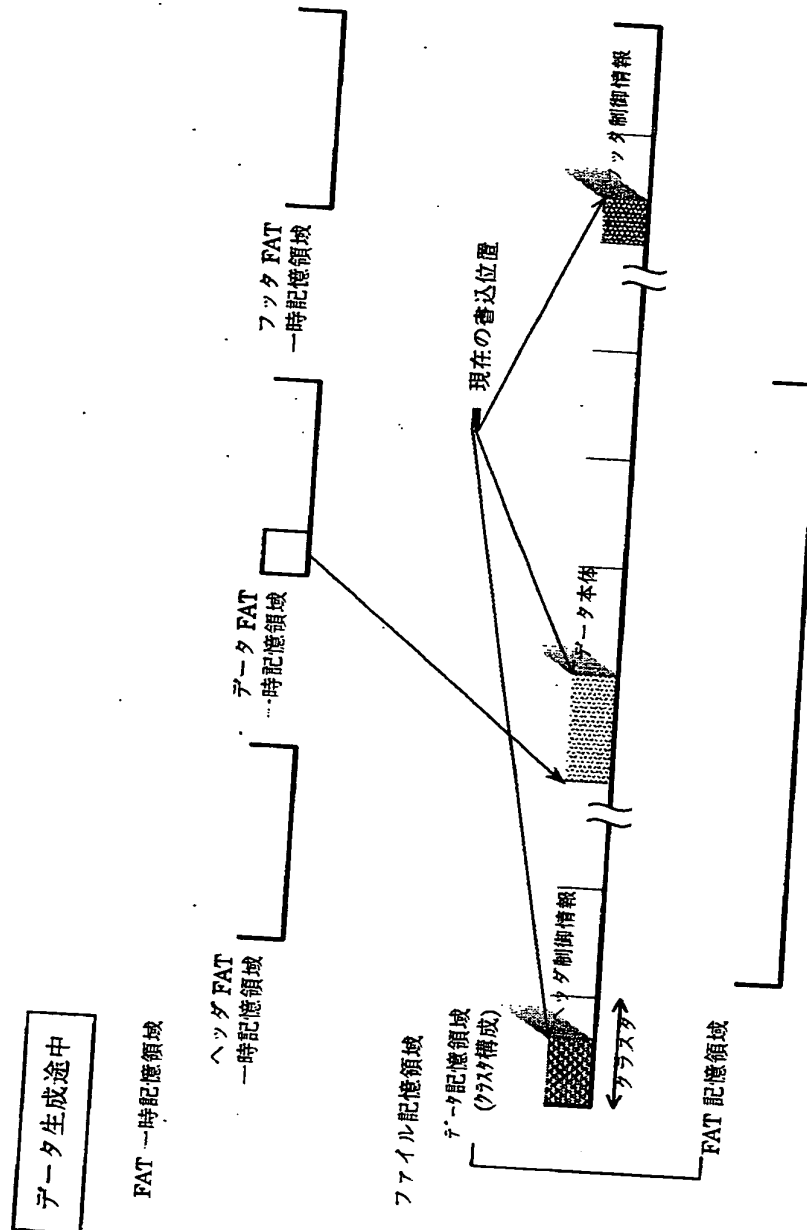 データ生成途中
FAT 一時記憶領域
ヘッダ FAT
一時記憶領域
データ FAT
一時記憶領域
フッタ FAT
一時記憶領域
ファイル記憶領域
データ記憶領域
(クラスタ構成)
現在の書込位置
ヘッダ制御情報
データ本体
フッタ制御情報
クラスタ
FAT 記憶領域